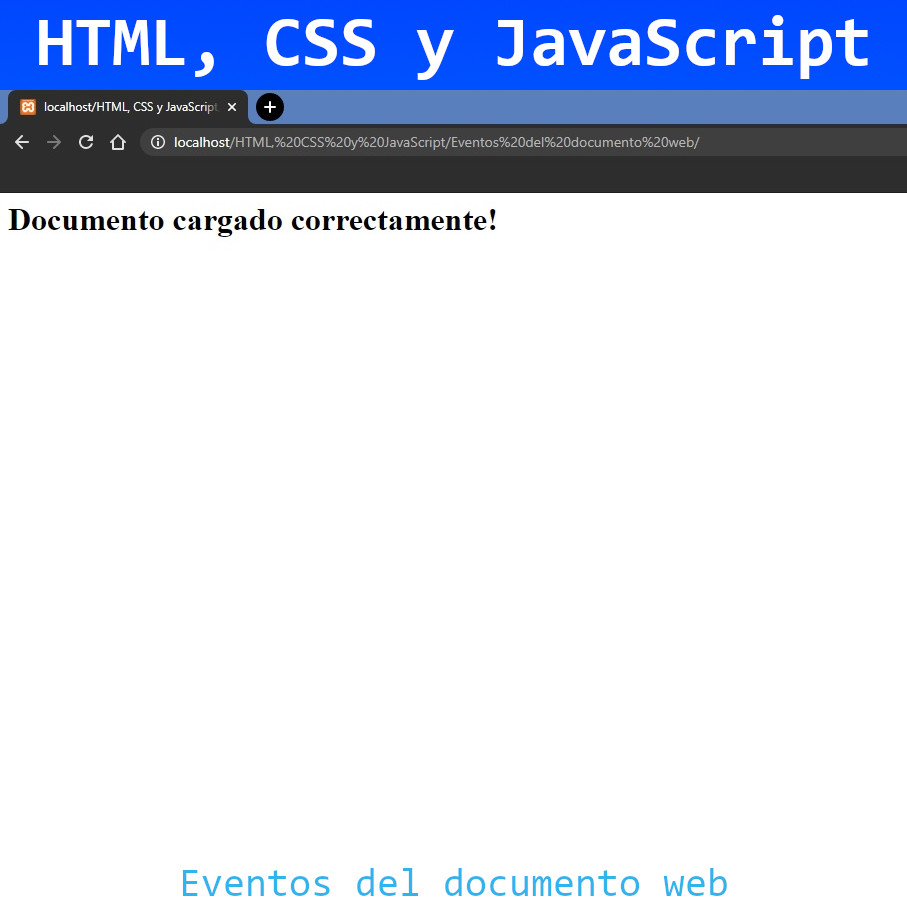 HTML, CSS y JavaScript
localhost/HTML, CSS y JavaScript
localhost/HTML,%20CSS%20y%20JavaScript/Eventos%20del%20documento%20web/
Documento cargado correctamente!
Eventos del documento web